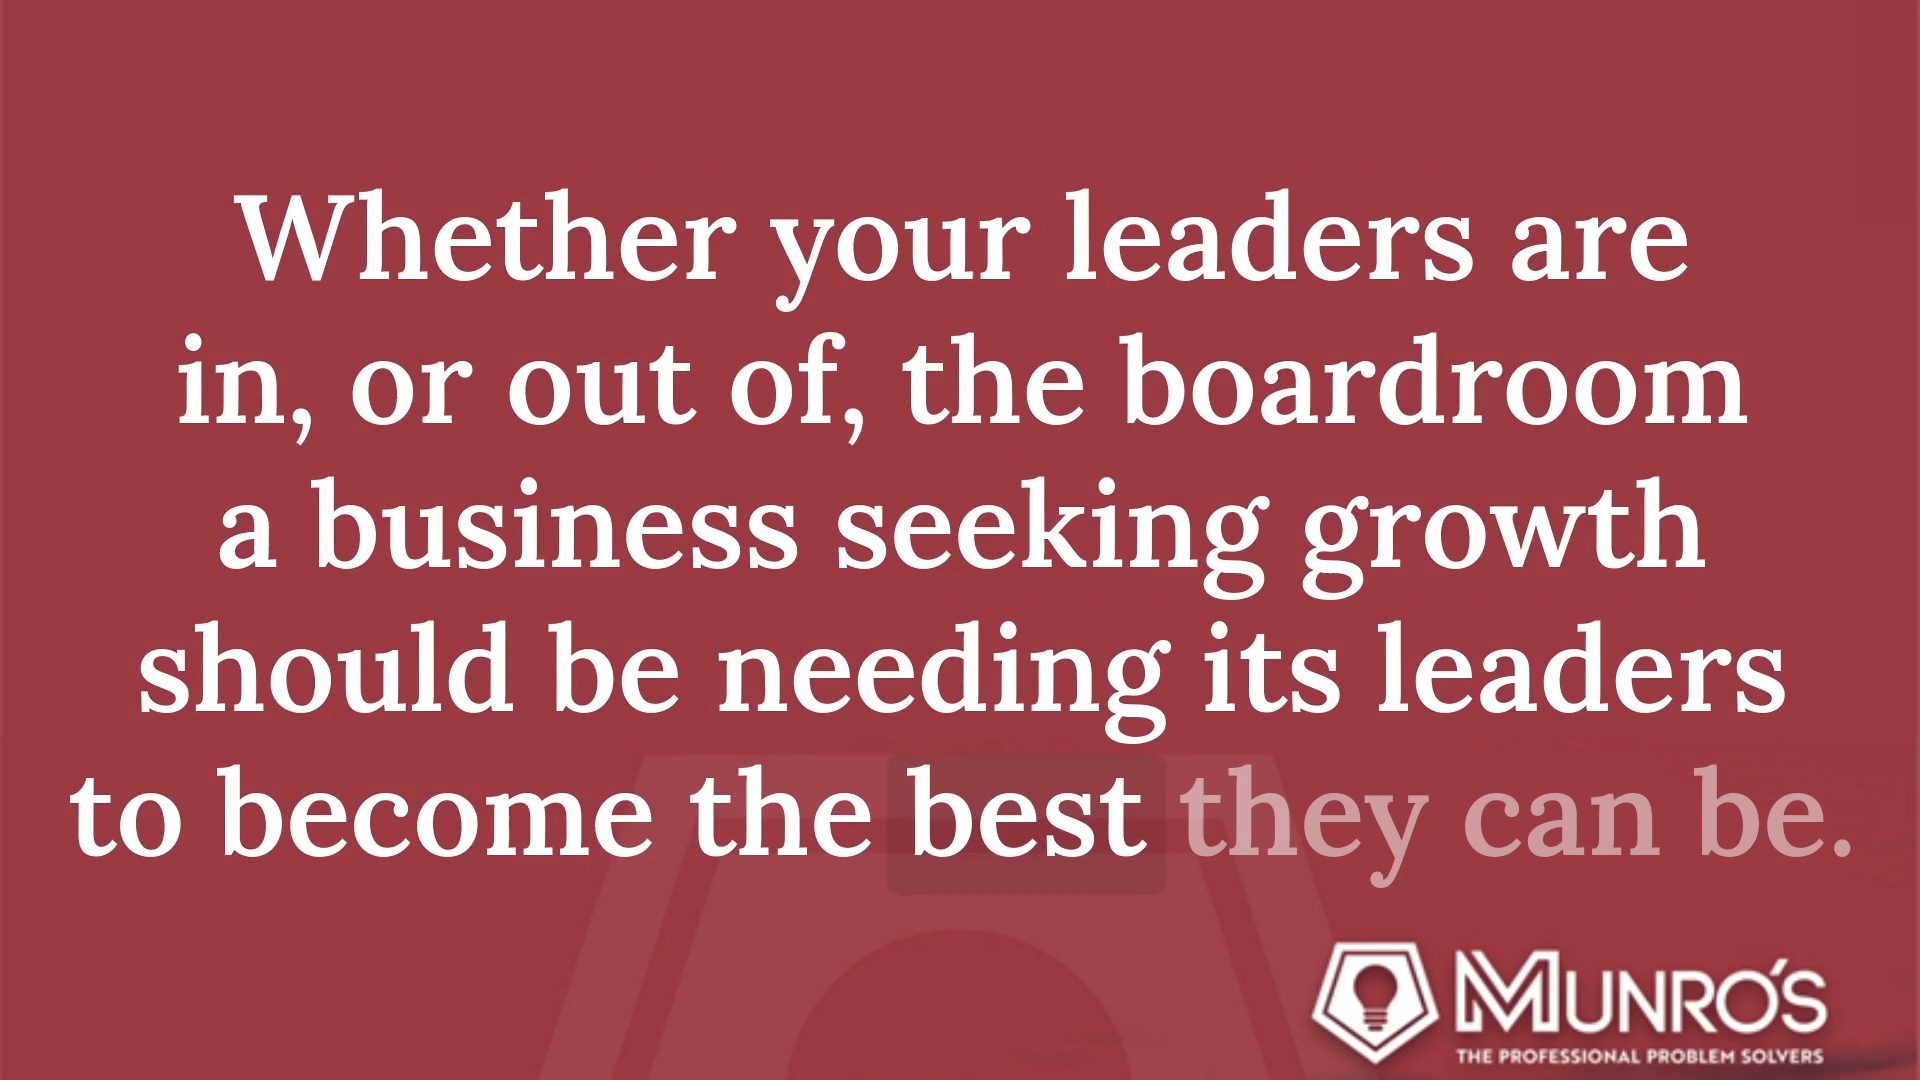 Whether your leaders are
in, or out of, the boardroom
a business seeking growth
should be needing its leaders
to become the best they can be.
MUNRO'S
THE PROFESSIONAL PROBLEM SOLVERS